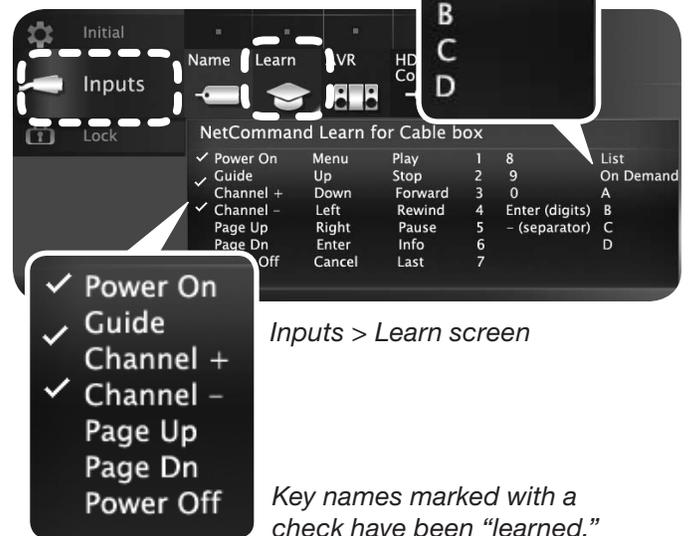 B
C
D
Initial
Inputs
Lock
Name Learn AVR HD
Co
NetCommand Learn for Cable box
✓ Power On Menu Play 1 8 List
✓ Guide Up Stop 2 9 On Demand
Channel + Down Forward 3 0 A
✓ Channel – Left Rewind 4 Enter (digits) B
Page Up Right Pause 5 – (separator) C
Page Dn Enter Info 6 D
Off Cancel Last 7
✓ Power On
✓ Guide
Channel +
✓ Channel –
Page Up
Page Dn
Power Off
Inputs > Learn screen
Key names marked with a
check have been “learned.”